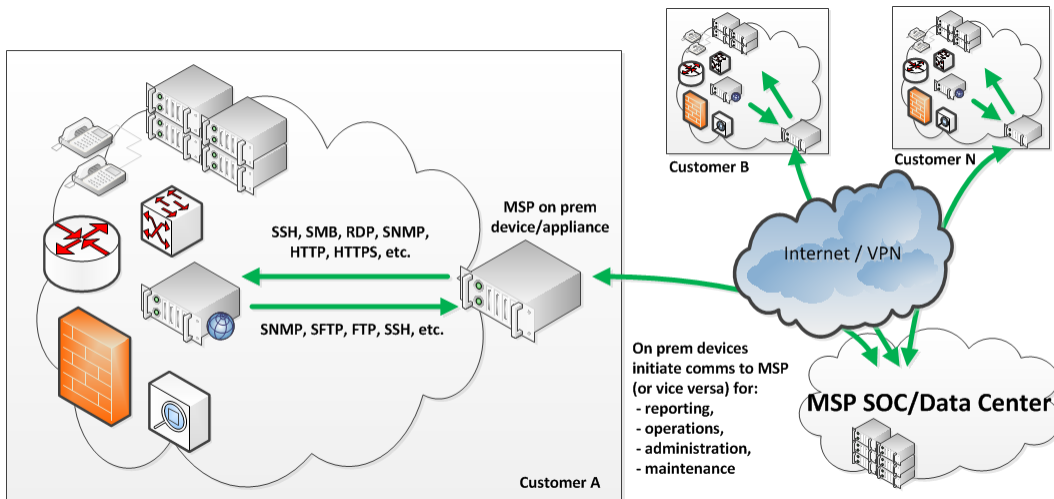 Customer B
Customer N
MSP on prem
device/appliance
SSH, SMB, RDP, SNMP,
HTTP, HTTPS, etc.
SNMP, SFTP, FTP, SSH, etc.
Internet / VPN
On prem devices
initiate comms to MSP
(or vice versa) for:
- reporting,
- operations,
- administration,
- maintenance
MSP SOC/Data Center
Customer A